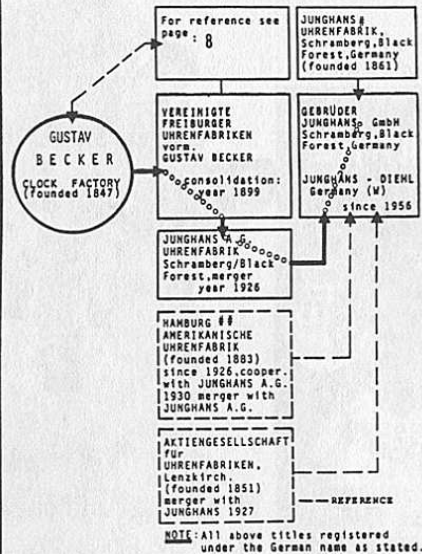 For reference see
page : 8
JUNGHANS #
UHRENFABRIK,
Schramberg,Black
Forest,Germany
(founded 1861)
GUSTAV
BECKER
CLOCK FACTORY
(founded 1847)
VEREINIGTE
FREIBURGER
UHRENFABRIKEN
vorm.
GUSTAV BECKER
consolidation:
year 1899
GEBRÜDER
JUNGHANS GmbH
Schramberg,Black
Forest,Germany
JUNGHANS - DIEHL
Germany (W)
since 1956
JUNGHANS A.G.
UHRENFABRIK
Schramberg/Black
Forest,merger
year 1926
HAMBURG ##
AMERIKANISCHE
UHRENFABRIK
(founded 1883)
since 1926,cooper.
with JUNGHANS A.G.
1930 merger with
JUNGHANS A.G.
AKTIENGESELLSCHAFT
für
UHRENFABRIKEN,
Lenzkirch.
(founded 1851)
merger with
JUNGHANS 1927
REFERENCE
NOTE: All above titles registered
under the German name as stated.